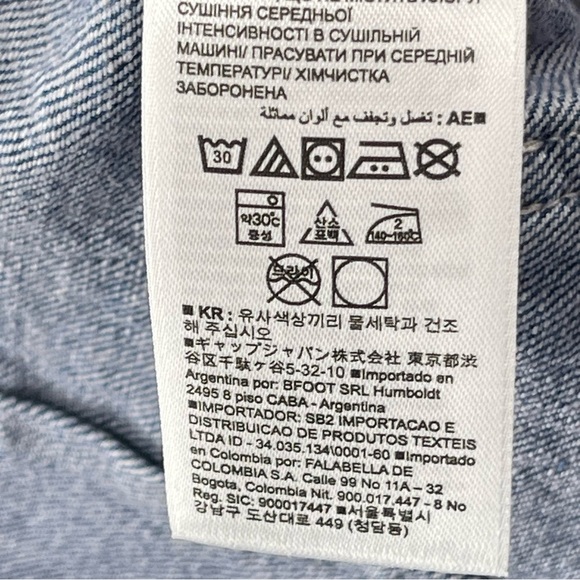 СУШІННЯ СЕРЕДНЬОЇ
ІНТЕНСИВНОСТІ В СУШІЛЬНІЙ
МАШИНІ/ ПРАСУВАТИ ПРИ СЕРЕДНІЙ
ТЕМПЕРАТУРІ/ ХІМЧИСТКА
ЗАБОРОНЕНА
■AE : تغسل وتجفف مع ألوان مماثلة
30
약30℃ 중성 산소 표백 2 140~160℃
드라이
■ KR : 유사색상끼리 물세탁과 건조
해 주십시오
■ギャップジャパン株式会社 東京都渋
谷区千駄ヶ谷5-32-10 ■Importado en
Argentina por: BFOOT SRL Humboldt
2495 8 piso CABA - Argentina
■IMPORTADOR: SB2 IMPORTACAO E
DISTRIBUICAO DE PRODUTOS TEXTEIS
LTDA ID - 34.035.134\0001-60 ■Importado
en Colombia por: FALABELLA DE
COLOMBIA S.A. Calle 99 No 11A – 32
Bogota, Colombia Nit. 900.017.447 - 8 No
Reg. SIC: 900017447 ■서울특별시
강남구 도산대로 449 (청담동)